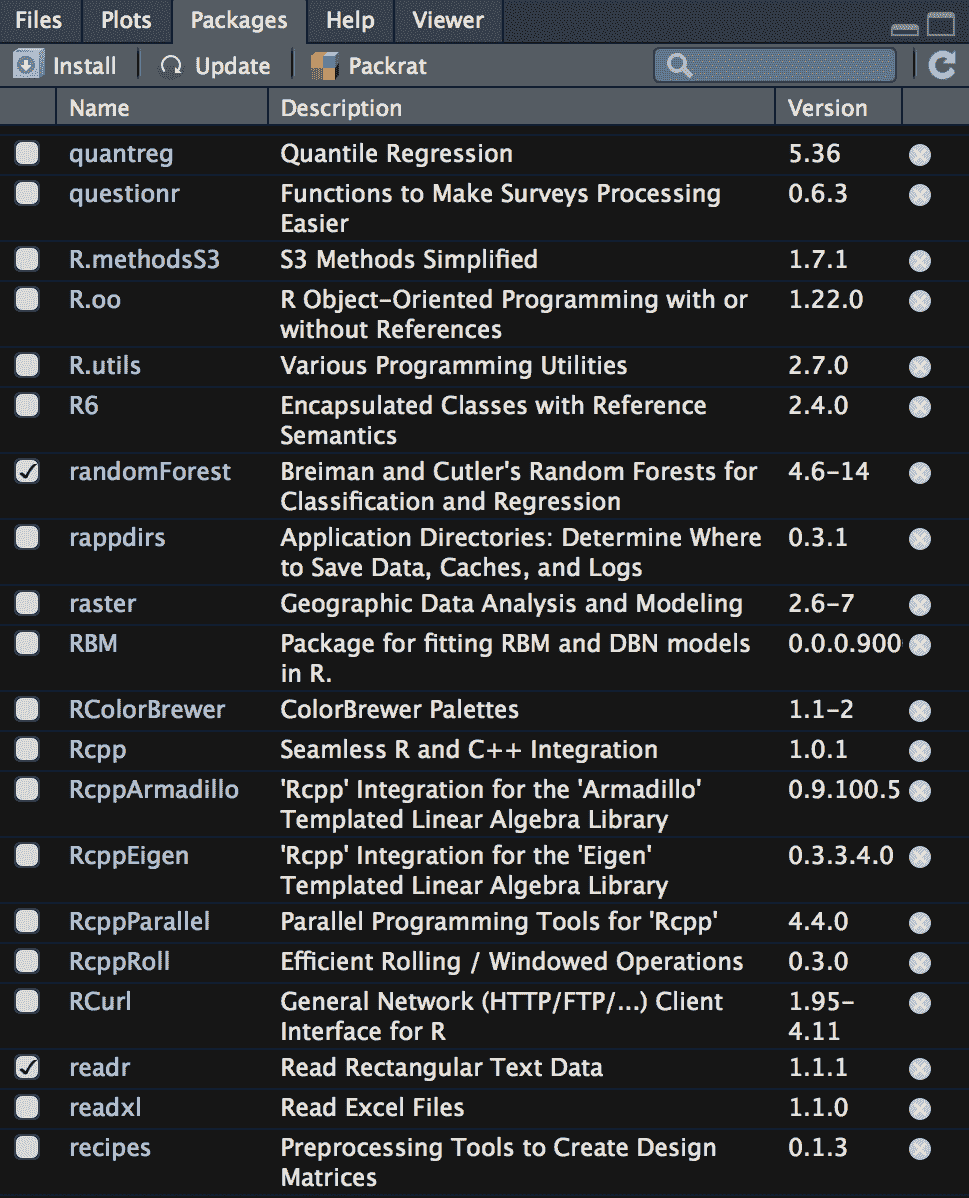 Files Plots Packages Help Viewer
Install Update Packrat
Name Description Version
quantreg Quantile Regression 5.36
questionr Functions to Make Surveys Processing 0.6.3
Easier
R.methodsS3 S3 Methods Simplified 1.7.1
R.oo R Object-Oriented Programming with or 1.22.0
without References
R.utils Various Programming Utilities 2.7.0
R6 Encapsulated Classes with Reference 2.4.0
Semantics
randomForest Breiman and Cutler's Random Forests for 4.6-14
Classification and Regression
rappdirs Application Directories: Determine Where 0.3.1
to Save Data, Caches, and Logs
raster Geographic Data Analysis and Modeling 2.6-7
RBM Package for fitting RBM and DBN models 0.0.0.900
in R.
RColorBrewer ColorBrewer Palettes 1.1-2
Rcpp Seamless R and C++ Integration 1.0.1
RcppArmadillo 'Rcpp' Integration for the 'Armadillo' 0.9.100.5
Templated Linear Algebra Library
RcppEigen 'Rcpp' Integration for the 'Eigen' 0.3.3.4.0
Templated Linear Algebra Library
RcppParallel Parallel Programming Tools for 'Rcpp' 4.4.0
RcppRoll Efficient Rolling / Windowed Operations 0.3.0
RCurl General Network (HTTP/FTP/...) Client 1.95-
Interface for R 4.11
readr Read Rectangular Text Data 1.1.1
readxl Read Excel Files 1.1.0
recipes Preprocessing Tools to Create Design 0.1.3
Matrices